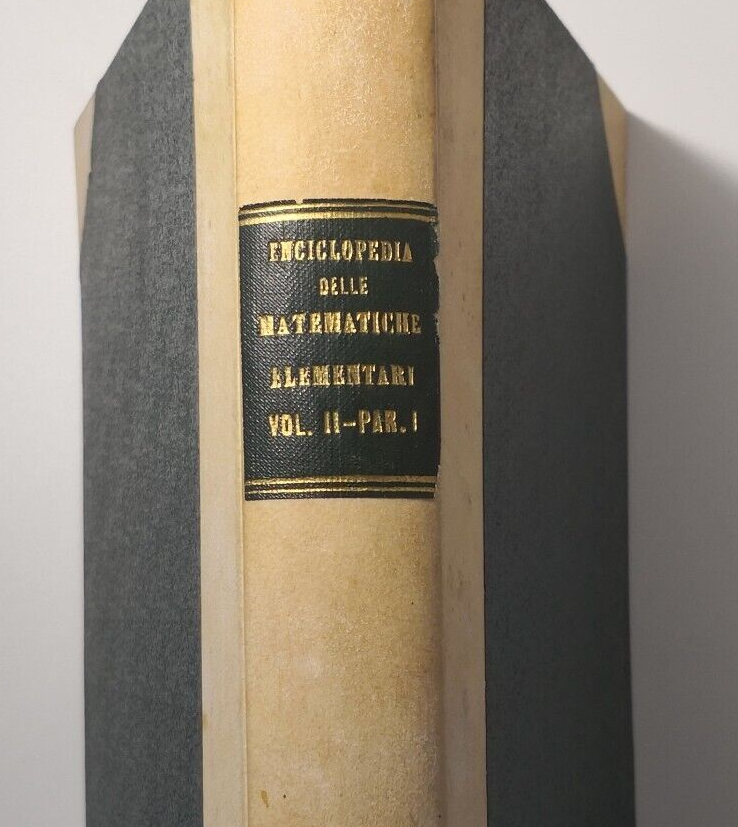 ENCICLOPEDIA
DELLE
MATEMATICHE
ELEMENTARI
VOL. II-PAR. I